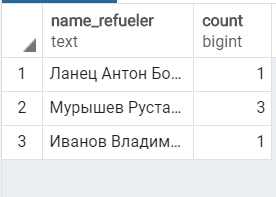 name_refueler count
text bigint
1 Ланец Антон Бо... 1
2 Мурышев Руста... 3
3 Иванов Владим... 1